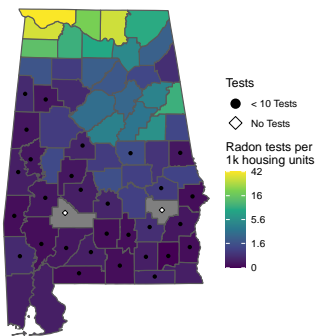 Tests
< 10 Tests
No Tests
Radon tests per
1k housing units
42
16
5.6
1.6
0